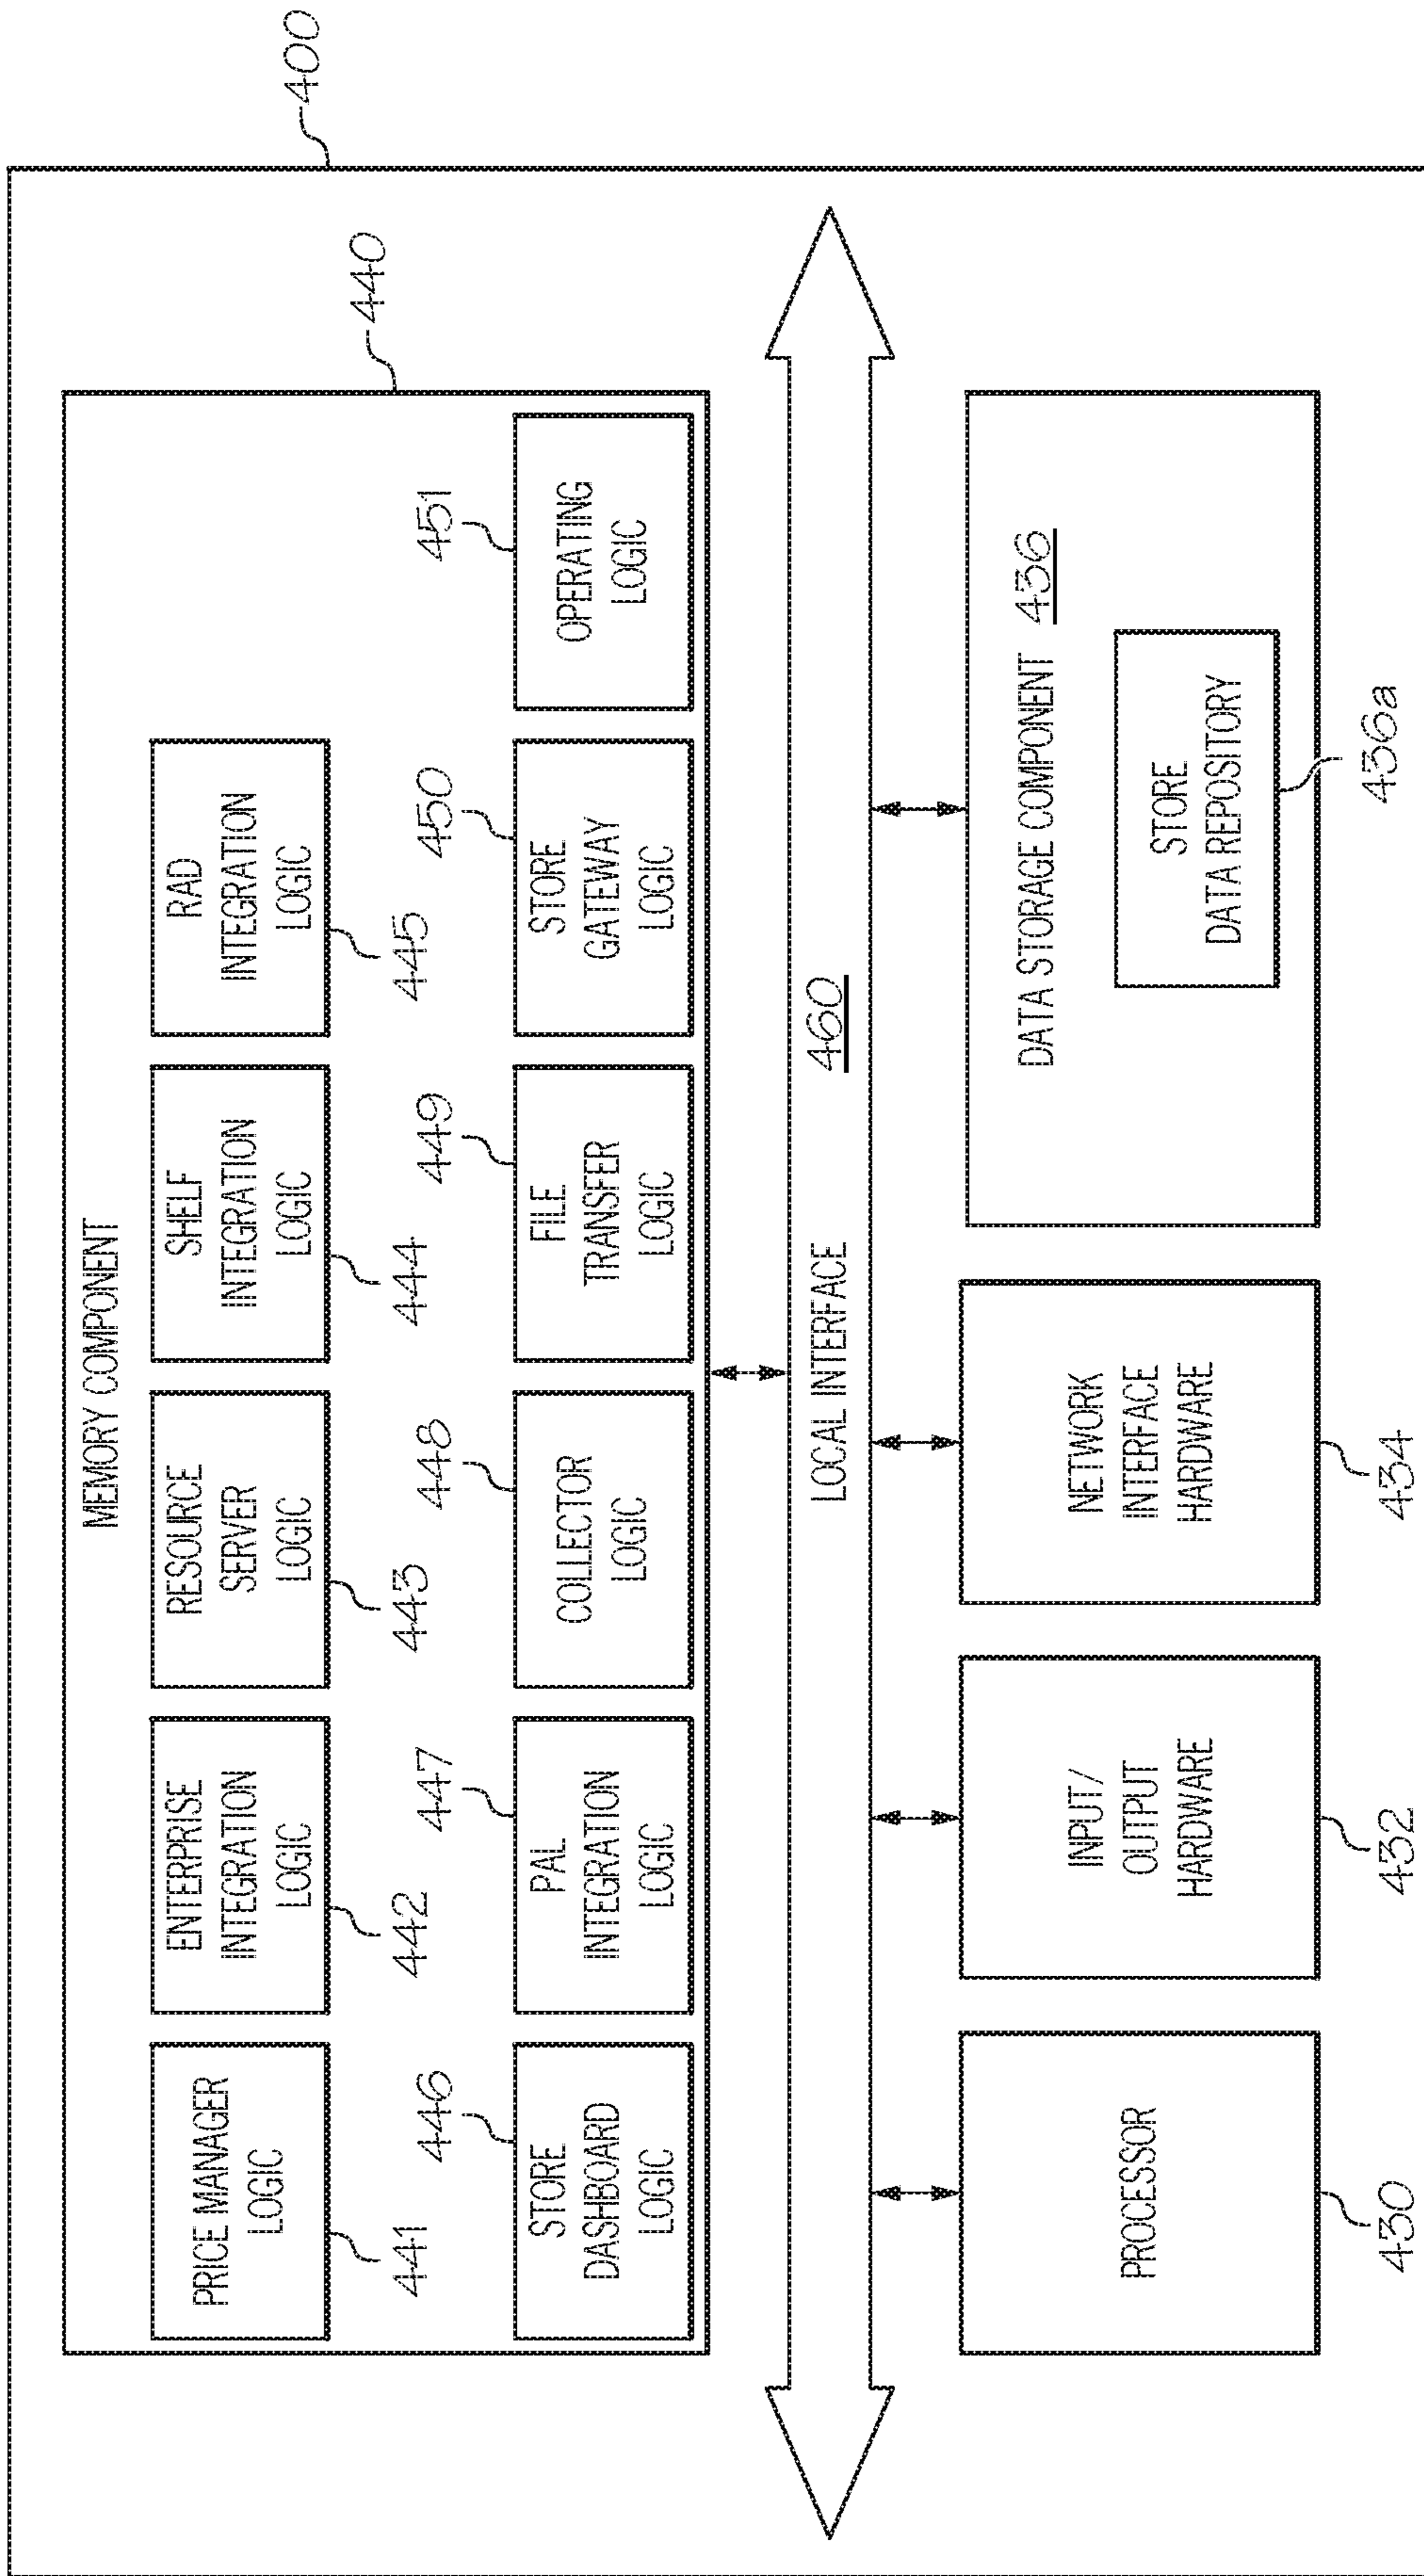 400
440
MEMORY COMPONENT
PRICE MANAGER
LOGIC
441
ENTERPRISE
INTEGRATION
LOGIC
442
RESOURCE
SERVER
LOGIC
443
SHELF
INTEGRATION
LOGIC
444
RAD
INTEGRATION
LOGIC
445
446
STORE
DASHBOARD
LOGIC
447
PAL
INTEGRATION
LOGIC
448
COLLECTOR
LOGIC
449
FILE
TRANSFER
LOGIC
450
STORE
GATEWAY
LOGIC
451
OPERATING
LOGIC
LOCAL INTERFACE 460
PROCESSOR
430
INPUT/
OUTPUT
HARDWARE
432
NETWORK
INTERFACE
HARDWARE
434
DATA STORAGE COMPONENT 436
STORE
DATA REPOSITORY
436a